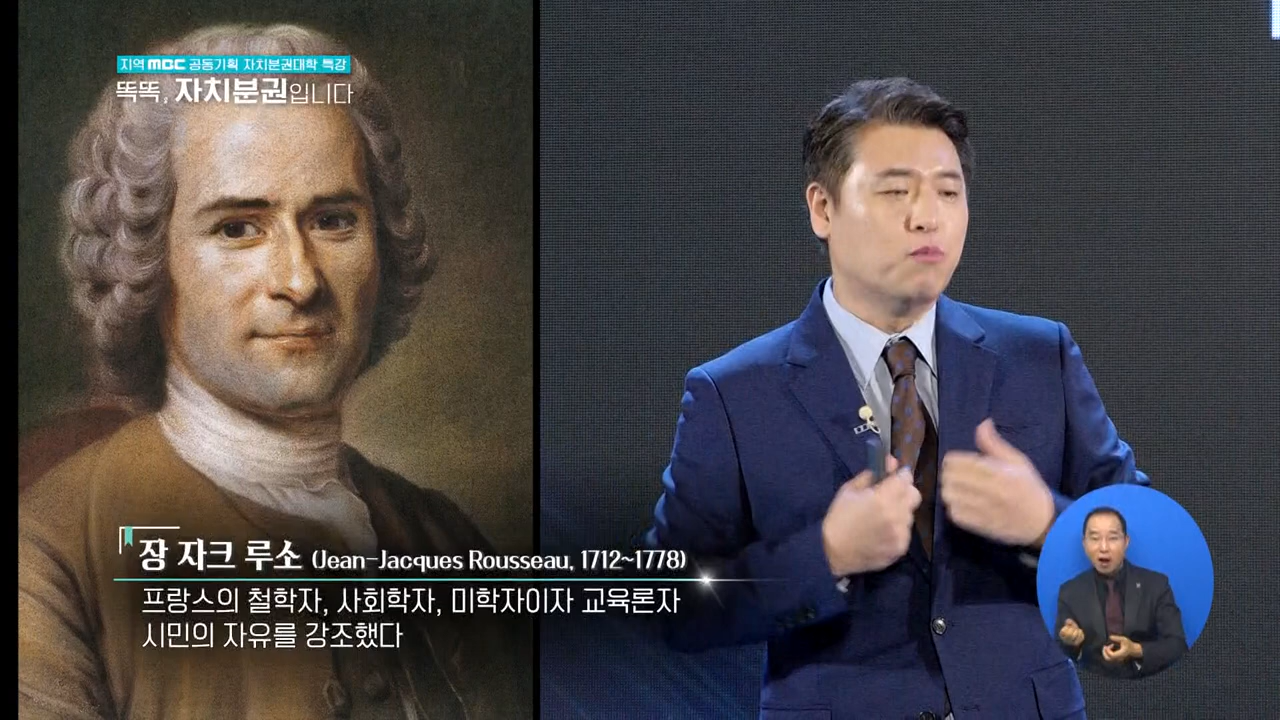 지역 MBC 공동기획 자치분권대학 특강
똑똑, 자치분권입니다
장 자크 루소 (Jean-Jacques Rousseau, 1712~1778)
프랑스의 철학자, 사회학자, 미학자이자 교육론자
시민의 자유를 강조했다